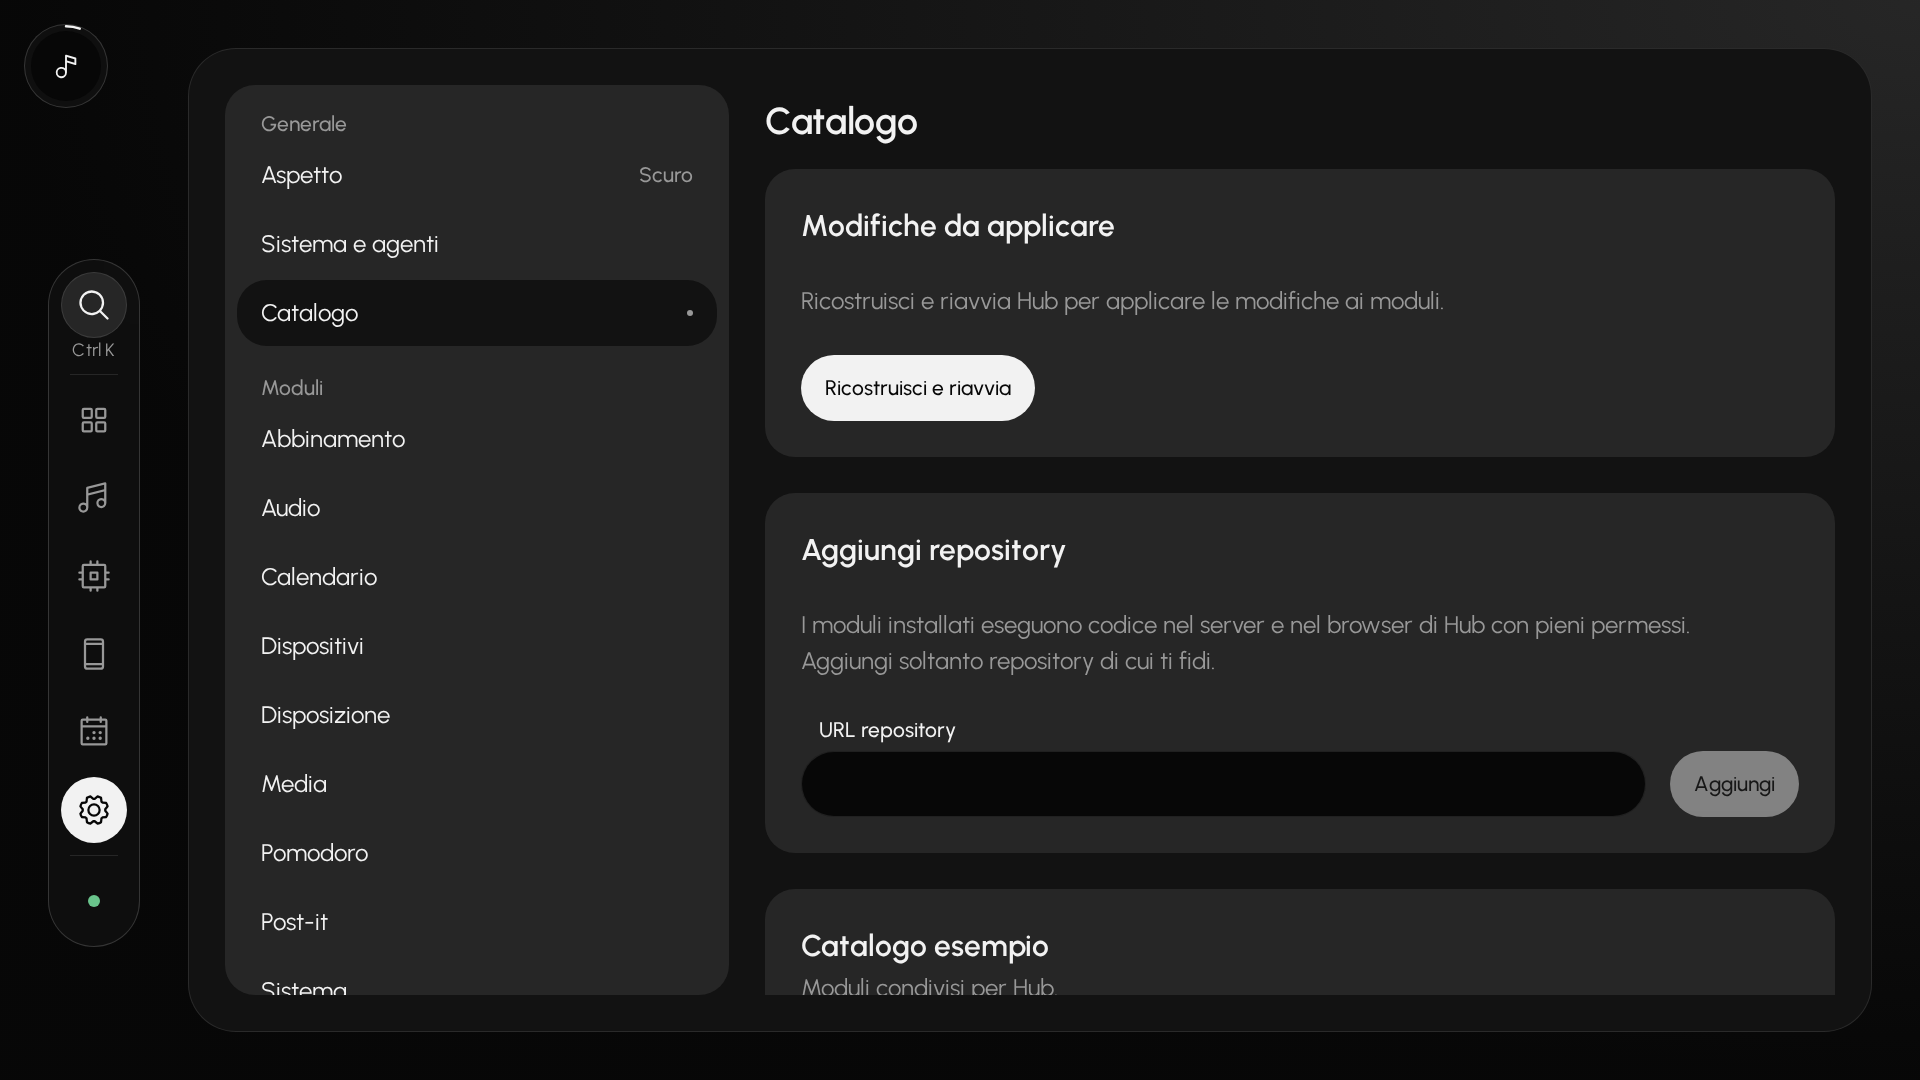 Ctrl K
Generale
Aspetto
Scuro
Sistema e agenti
Catalogo
Moduli
Abbinamento
Audio
Calendario
Dispositivi
Disposizione
Media
Pomodoro
Post-it
Sistema
Catalogo
Modifiche da applicare
Ricostruisci e riavvia Hub per applicare le modifiche ai moduli.
Ricostruisci e riavvia
Aggiungi repository
I moduli installati eseguono codice nel server e nel browser di Hub con pieni permessi.
Aggiungi soltanto repository di cui ti fidi.
URL repository
Aggiungi
Catalogo esempio
Moduli condivisi per Hub.